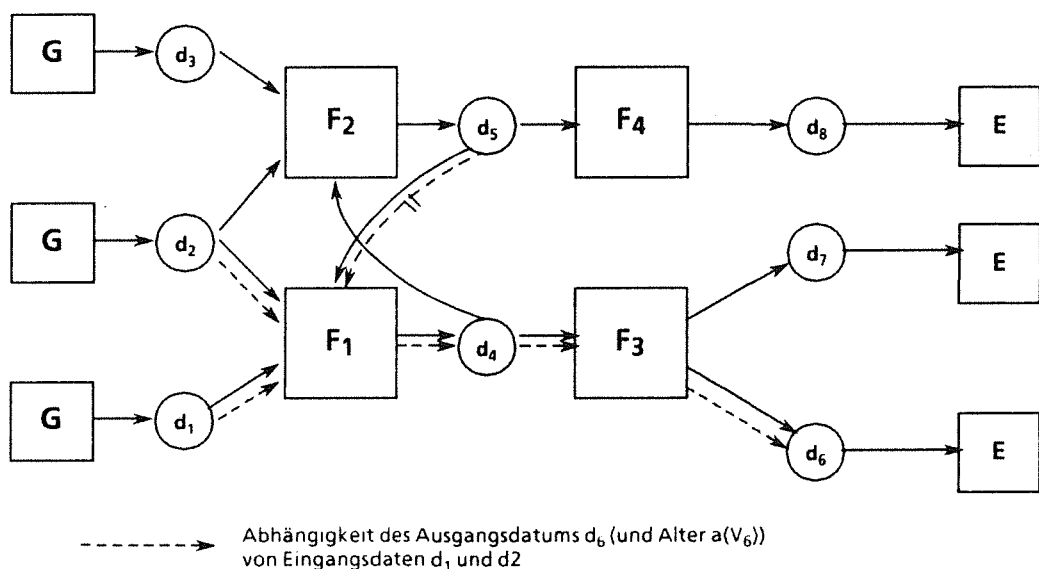 G
d₃
F₂
d₅
F₄
d₈
E
G
d₂
d₇
E
F₁
d₄
F₃
G
d₁
d₆
E
Abhängigkeit des Ausgangsdatums d₆ (und Alter a(V₆))
von Eingangsdaten d₁ und d2